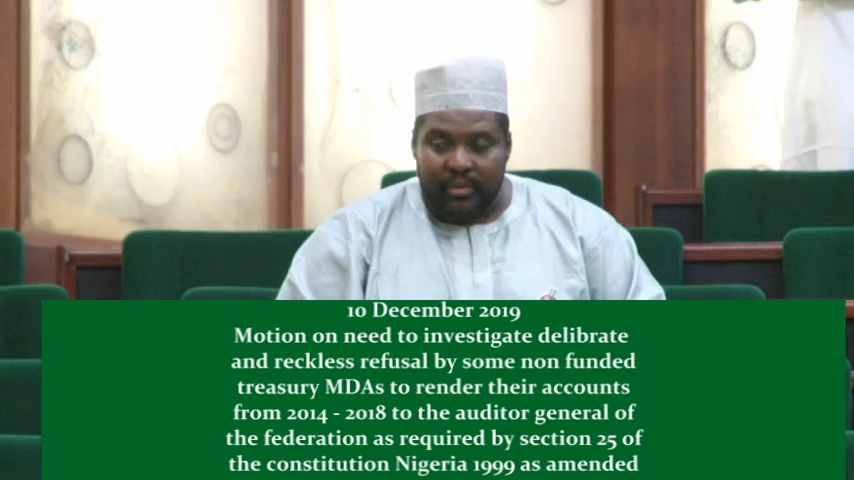 10 December 2019
Motion on need to investigate delibrate
and reckless refusal by some non funded
treasury MDAs to render their accounts
from 2014 - 2018 to the auditor general of
the federation as required by section 25 of
the constitution Nigeria 1999 as amended